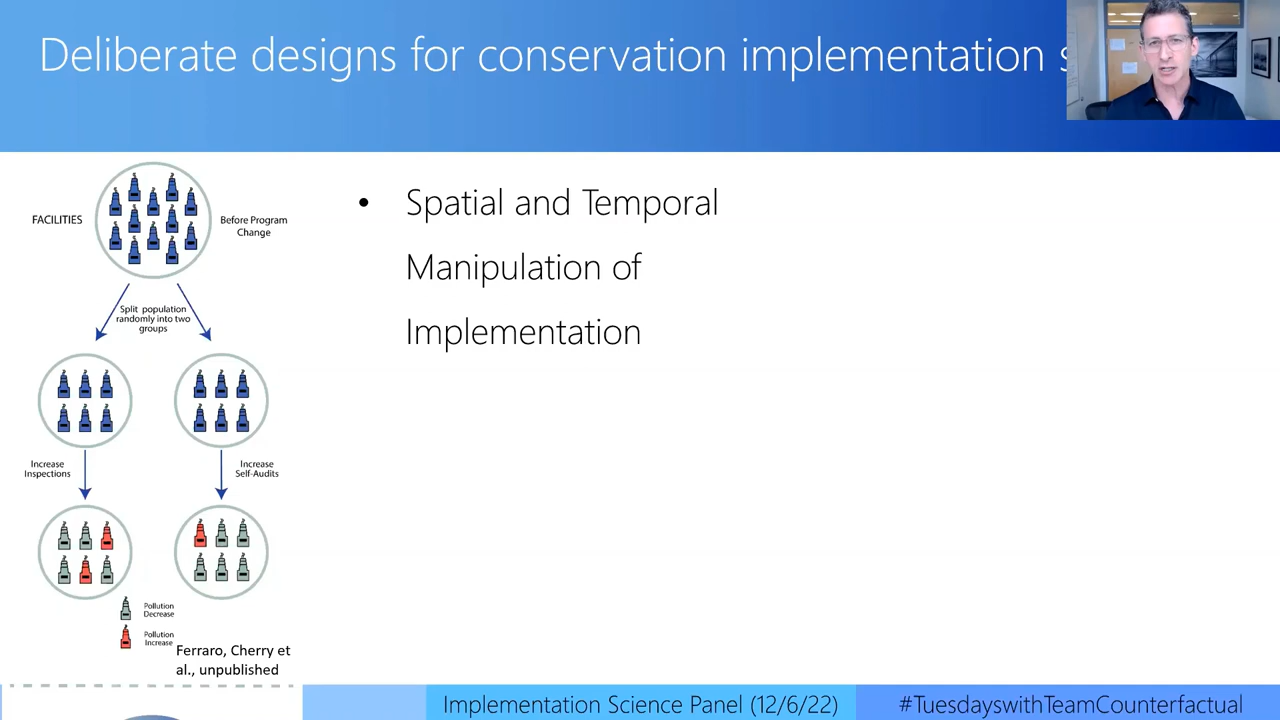 Deliberate designs for conservation implementation s
FACILITIES
Before Program
Change
Split population
randomly into two
groups
Increase
Inspections
Increase
Self-Audits
Pollution
Decrease
Pollution
Increase
Ferraro, Cherry et
al., unpublished
• Spatial and Temporal
Manipulation of
Implementation
Implementation Science Panel (12/6/22)
#TuesdayswithTeamCounterfactual